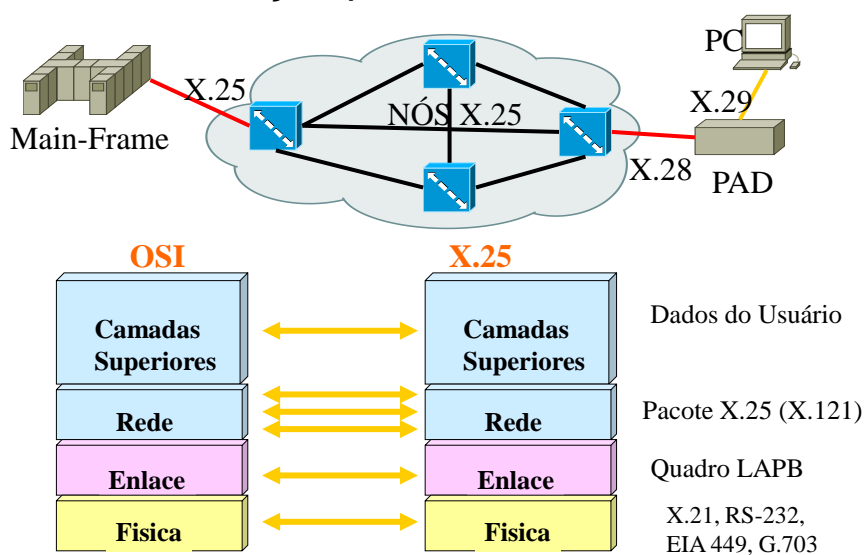 PC
X.25
X.29
NÓS X.25
Main-Frame
X.28
PAD
OSI
X.25
Dados do Usuário
Camadas
Superiores
Camadas
Superiores
Rede
Rede
Pacote X.25 (X.121)
Enlace
Enlace
Quadro LAPB
Fisica
Fisica
X.21, RS-232,
EIA 449, G.703